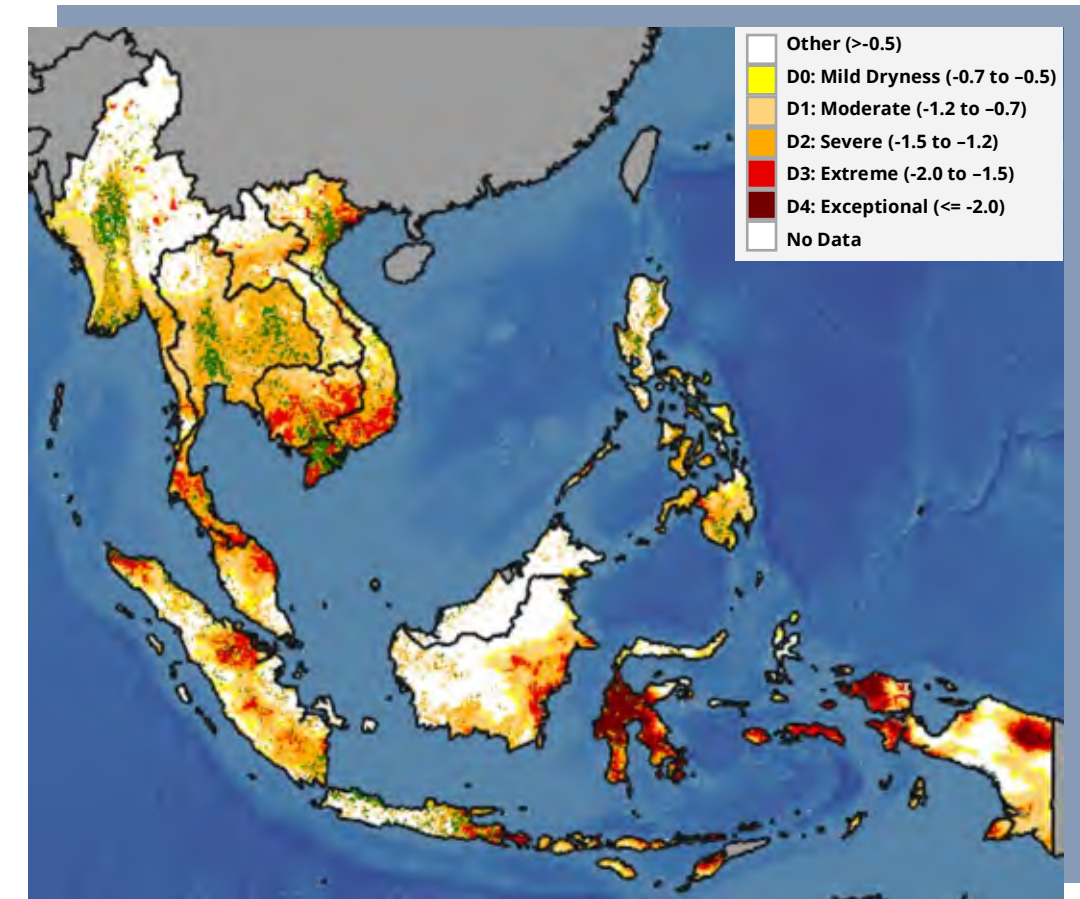 Other (>-0.5)
D0: Mild Dryness (-0.7 to –0.5)
D1: Moderate (-1.2 to –0.7)
D2: Severe (-1.5 to –1.2)
D3: Extreme (-2.0 to –1.5)
D4: Exceptional (<= -2.0)
No Data